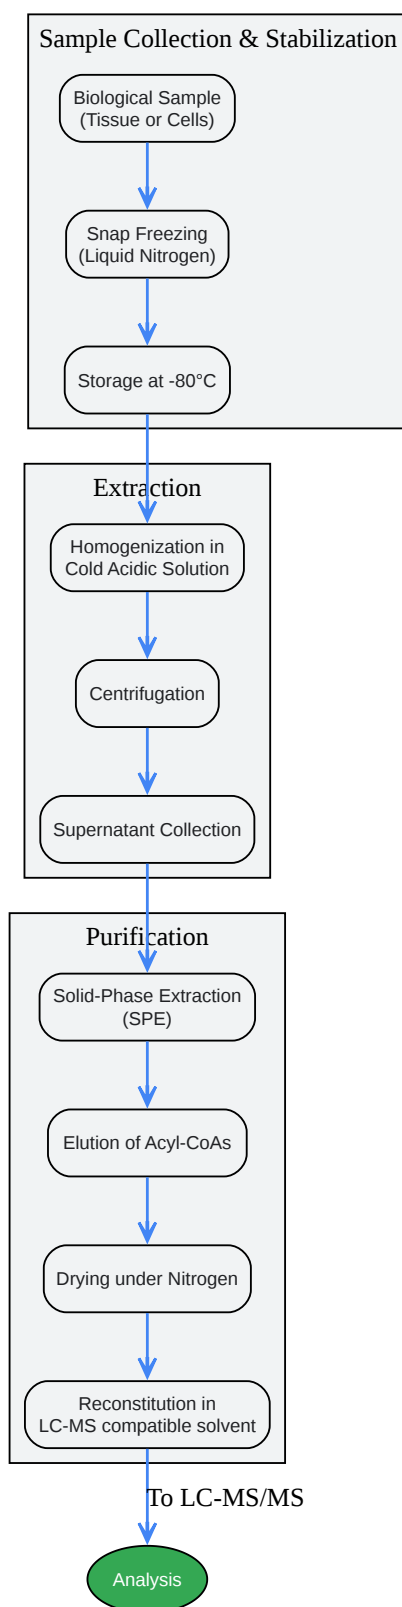 Sample Collection & Stabilization
Biological Sample
(Tissue or Cells)
Snap Freezing
(Liquid Nitrogen)
Storage at -80°C
Extraction
Homogenization in
Cold Acidic Solution
Centrifugation
Supernatant Collection
Purification
Solid-Phase Extraction
(SPE)
Elution of Acyl-CoAs
Drying under Nitrogen
Reconstitution in
LC-MS compatible solvent
To LC-MS/MS
Analysis